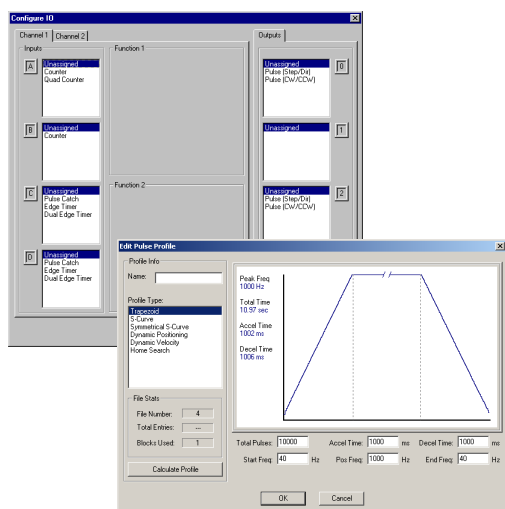 Configure IO
Channel 1 Channel 2
Outputs
Inputs
Function 1
A
Unassigned
Counter
Quad Counter
Unassigned
Pulse (Step/Dir)
Pulse (CW/CCW)
0
B
Unassigned
Counter
Unassigned
1
Function 2
C
Unassigned
Pulse Catch
Edge Timer
Dual Edge Timer
Unassigned
Pulse (Step/Dir)
Pulse (CW/CCW)
2
D
Unassigned
Pulse Catch
Edge Timer
Dual Edge Timer
Edit Pulse Profile
Profile Info
Name:
Profile Type:
Trapezoid
S-Curve
Symmetrical S-Curve
Dynamic Positioning
Dynamic Velocity
Home Search
File Stats
File Number: 4
Total Entries: ---
Blocks Used: 1
Calculate Profile
Peak Freq
1000 Hz
Total Time
10.97 sec
Accel Time
1002 ms
Decel Time
1006 ms
Total Pulses: 10000 Accel Time: 1000 ms Decel Time: 1000 ms
Start Freq: 40 Hz Pos Freq: 1000 Hz End Freq: 40 Hz
OK Cancel